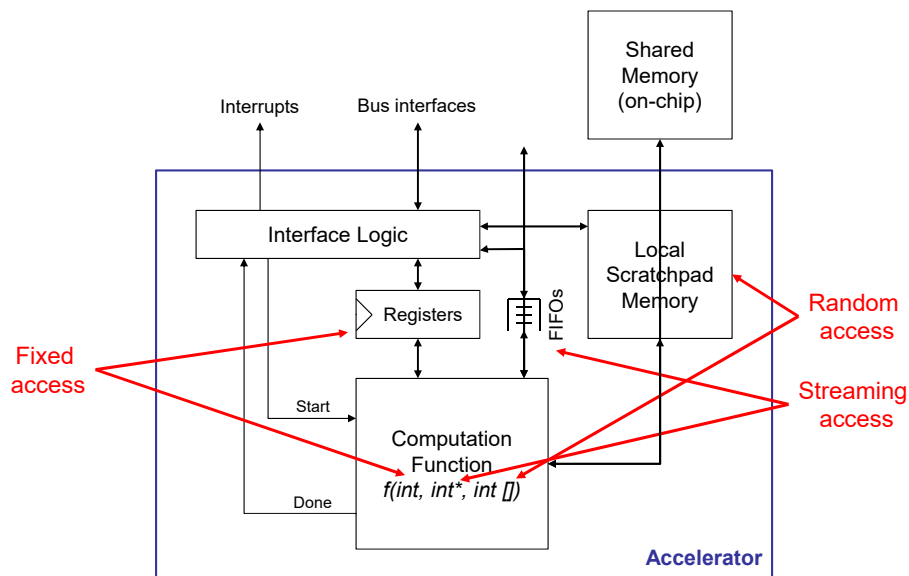 Shared
Memory
(on-chip)
Interrupts
Bus interfaces
Interface Logic
Local
Scratchpad
Memory
Registers
FIFOs
Random
access
Fixed
access
Streaming
access
Start
Computation
Function
f(int, int*, int [])
Done
Accelerator